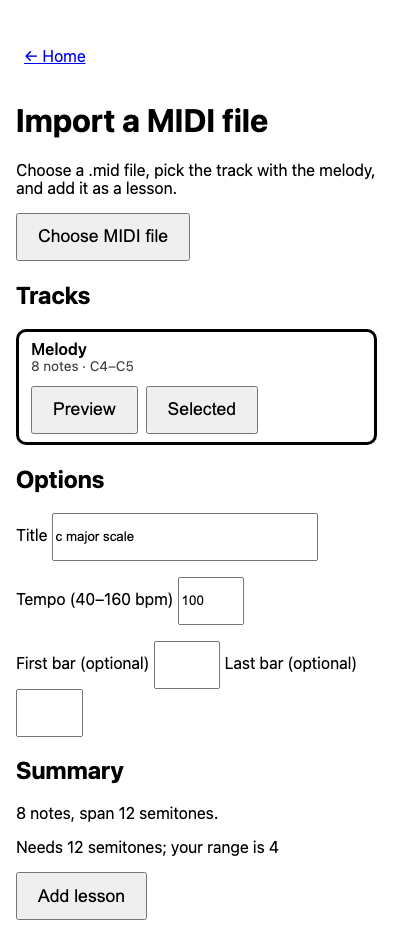 ← Home
Import a MIDI file
Choose a .mid file, pick the track with the melody,
and add it as a lesson.
Choose MIDI file
Tracks
Melody
8 notes · C4–C5
Preview Selected
Options
Title c major scale
Tempo (40–160 bpm) 100
First bar (optional) Last bar (optional)
Summary
8 notes, span 12 semitones.
Needs 12 semitones; your range is 4
Add lesson